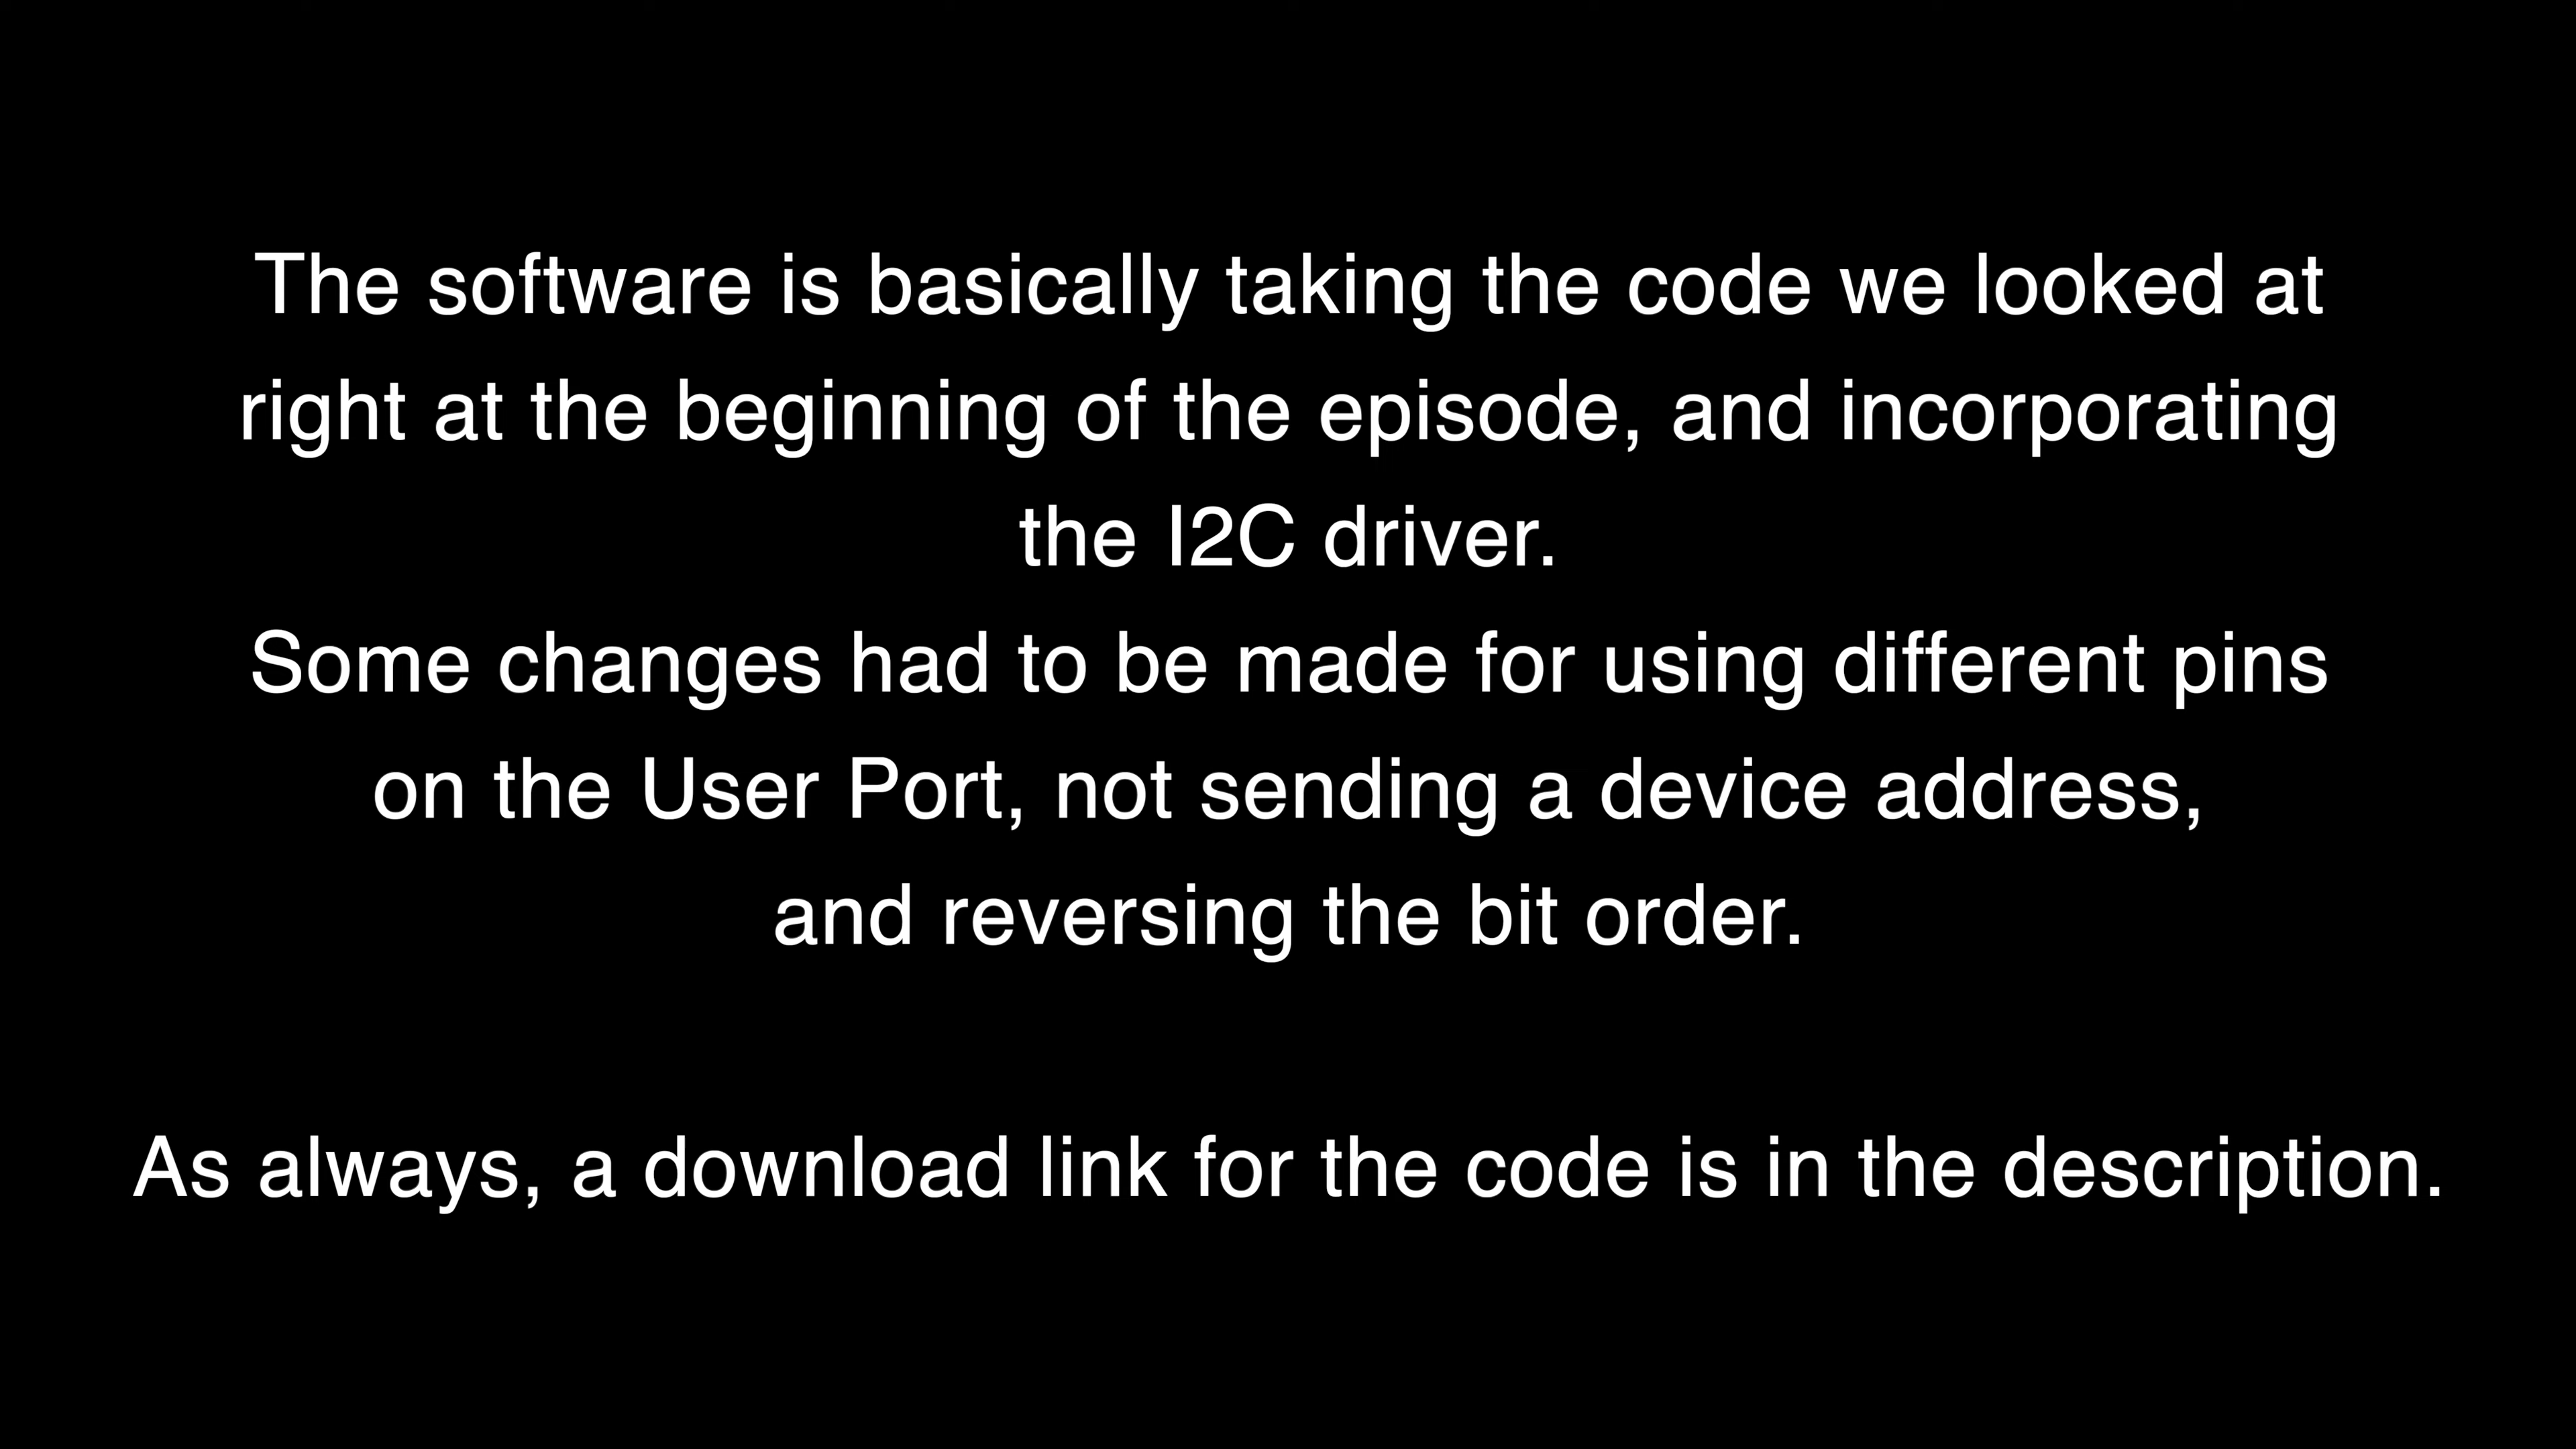 The software is basically taking the code we looked at
right at the beginning of the episode, and incorporating
the I2C driver.
Some changes had to be made for using different pins
on the User Port, not sending a device address,
and reversing the bit order.
As always, a download link for the code is in the description.